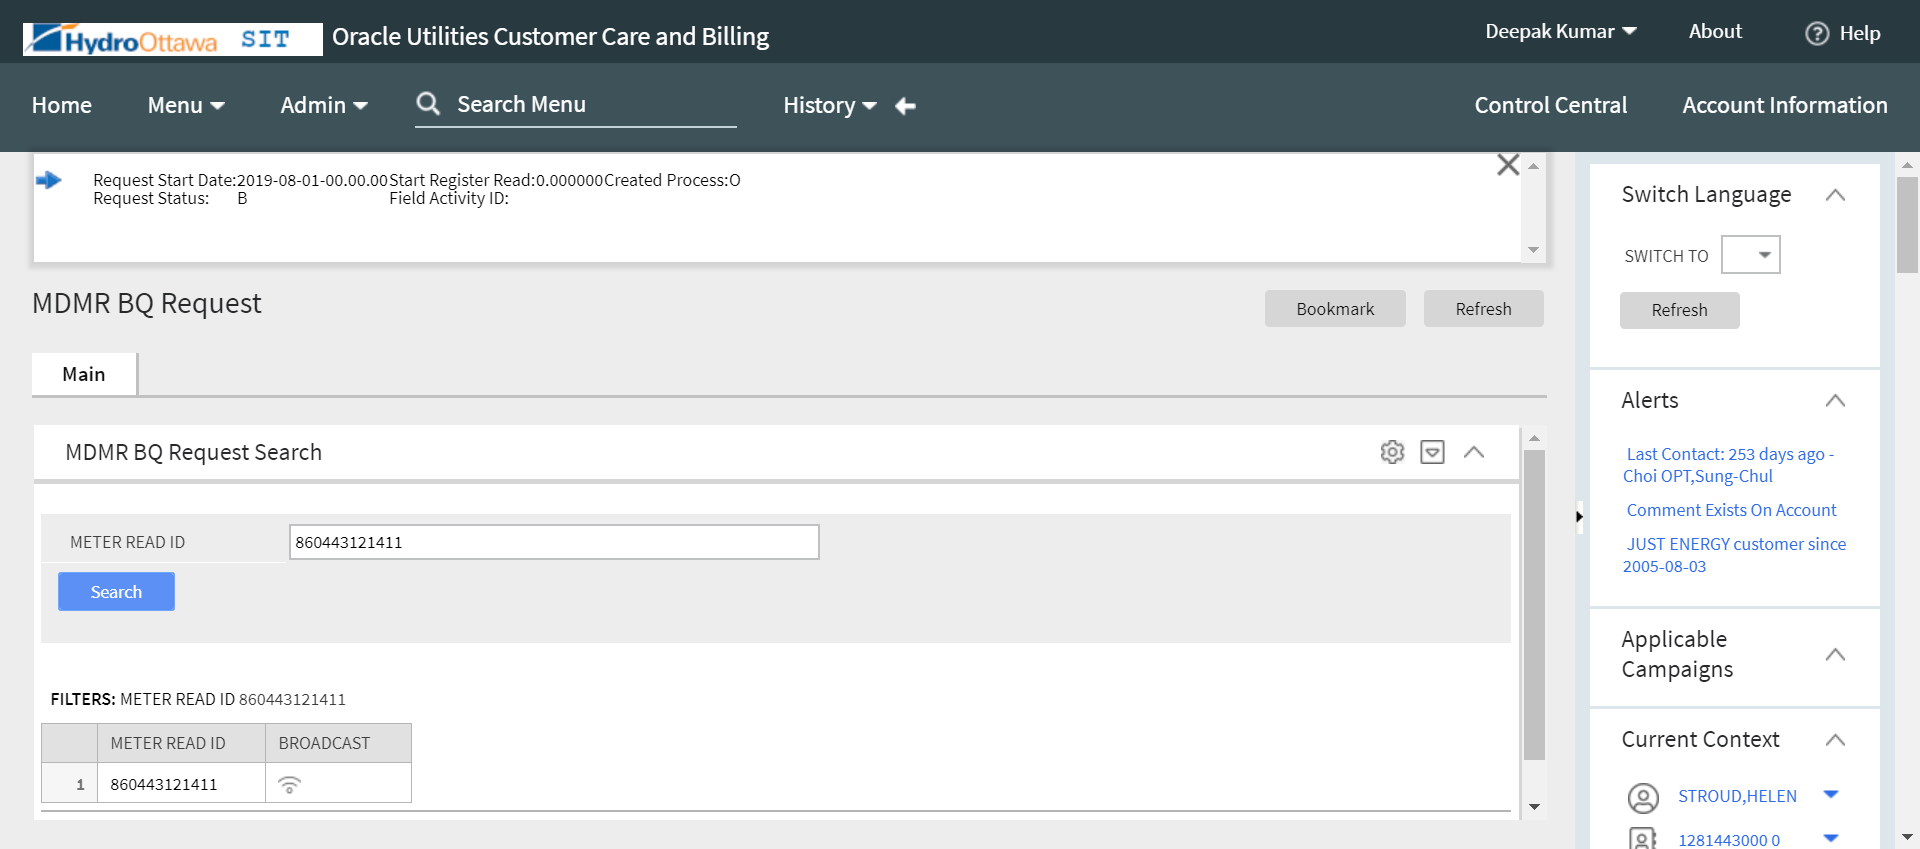 HydroOttawa SIT Oracle Utilities Customer Care and Billing Deepak Kumar About ? Help
Home Menu Admin Search Menu History Control Central Account Information
Request Start Date:2019-08-01-00.00.00Start Register Read:0.000000Created Process:O
Request Status: B Field Activity ID:
MDMR BQ Request
Bookmark Refresh
Main
MDMR BQ Request Search
METER READ ID 860443121411
Search
FILTERS: METER READ ID 860443121411
METER READ ID BROADCAST
1 860443121411
Switch Language
SWITCH TO
Refresh
Alerts
Last Contact: 253 days ago -
Choi OPT,Sung-Chul
Comment Exists On Account
JUST ENERGY customer since
2005-08-03
Applicable
Campaigns
Current Context
STROUD,HELEN
1281443000 0